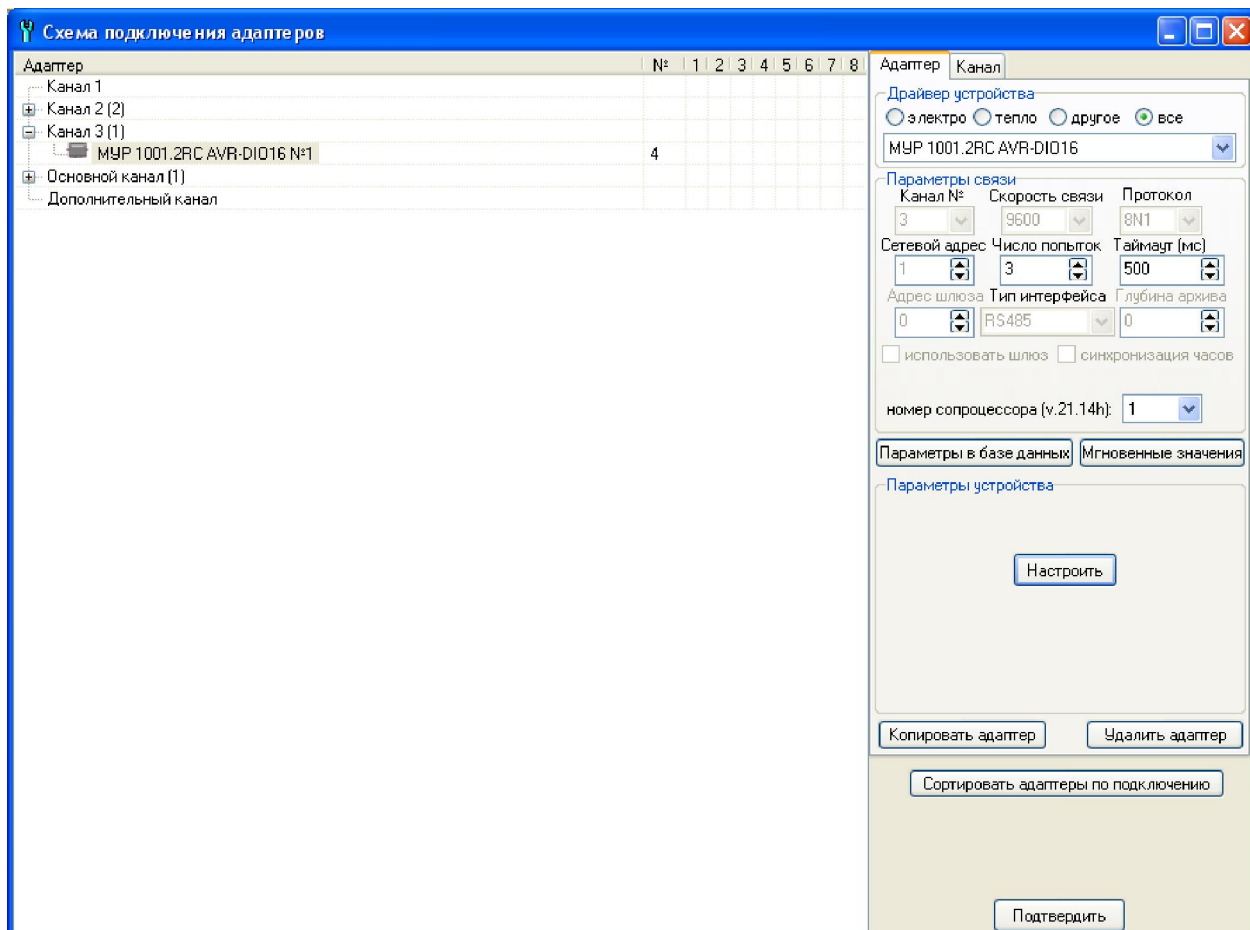 Схема подключения адаптеров
Адаптер № 1 2 3 4 5 6 7 8
Канал 1
Канал 2 (2)
Канал 3 (1)
МУР 1001.2RC AVR-DIO16 №1 4
Основной канал (1)
Дополнительный канал
Адаптер Канал
Драйвер устройства
электро тепло другое все
МУР 1001.2RC AVR-DIO16
Параметры связи
Канал № Скорость связи Протокол
3 9600 8N1
Сетевой адрес Число попыток Таймаут (мс)
1 3 500
Адрес шлюза Тип интерфейса Глубина архива
0 RS485 0
использовать шлюз синхронизация часов
номер сопроцессора (v.21.14h): 1
Параметры в базе данных Мгновенные значения
Параметры устройства
Настроить
Копировать адаптер Удалить адаптер
Сортировать адаптеры по подключению
Подтвердить